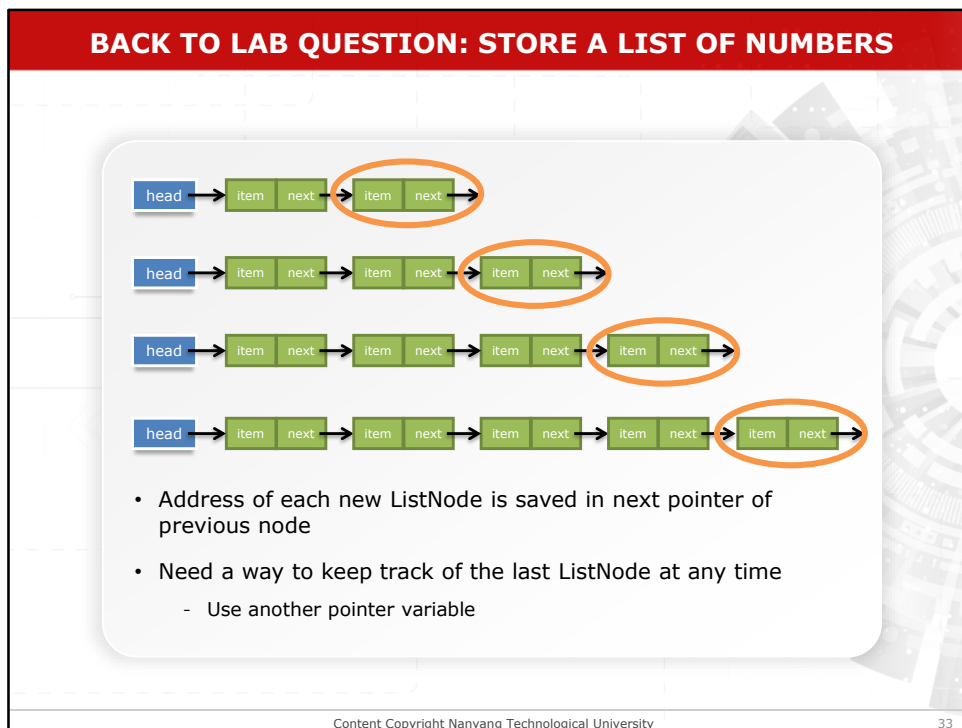 BACK TO LAB QUESTION: STORE A LIST OF NUMBERS
head item next item next
head item next item next item next
head item next item next item next item next
head item next item next item next item next item next
• Address of each new ListNode is saved in next pointer of
previous node
• Need a way to keep track of the last ListNode at any time
- Use another pointer variable
Content Copyright Nanyang Technological University 33